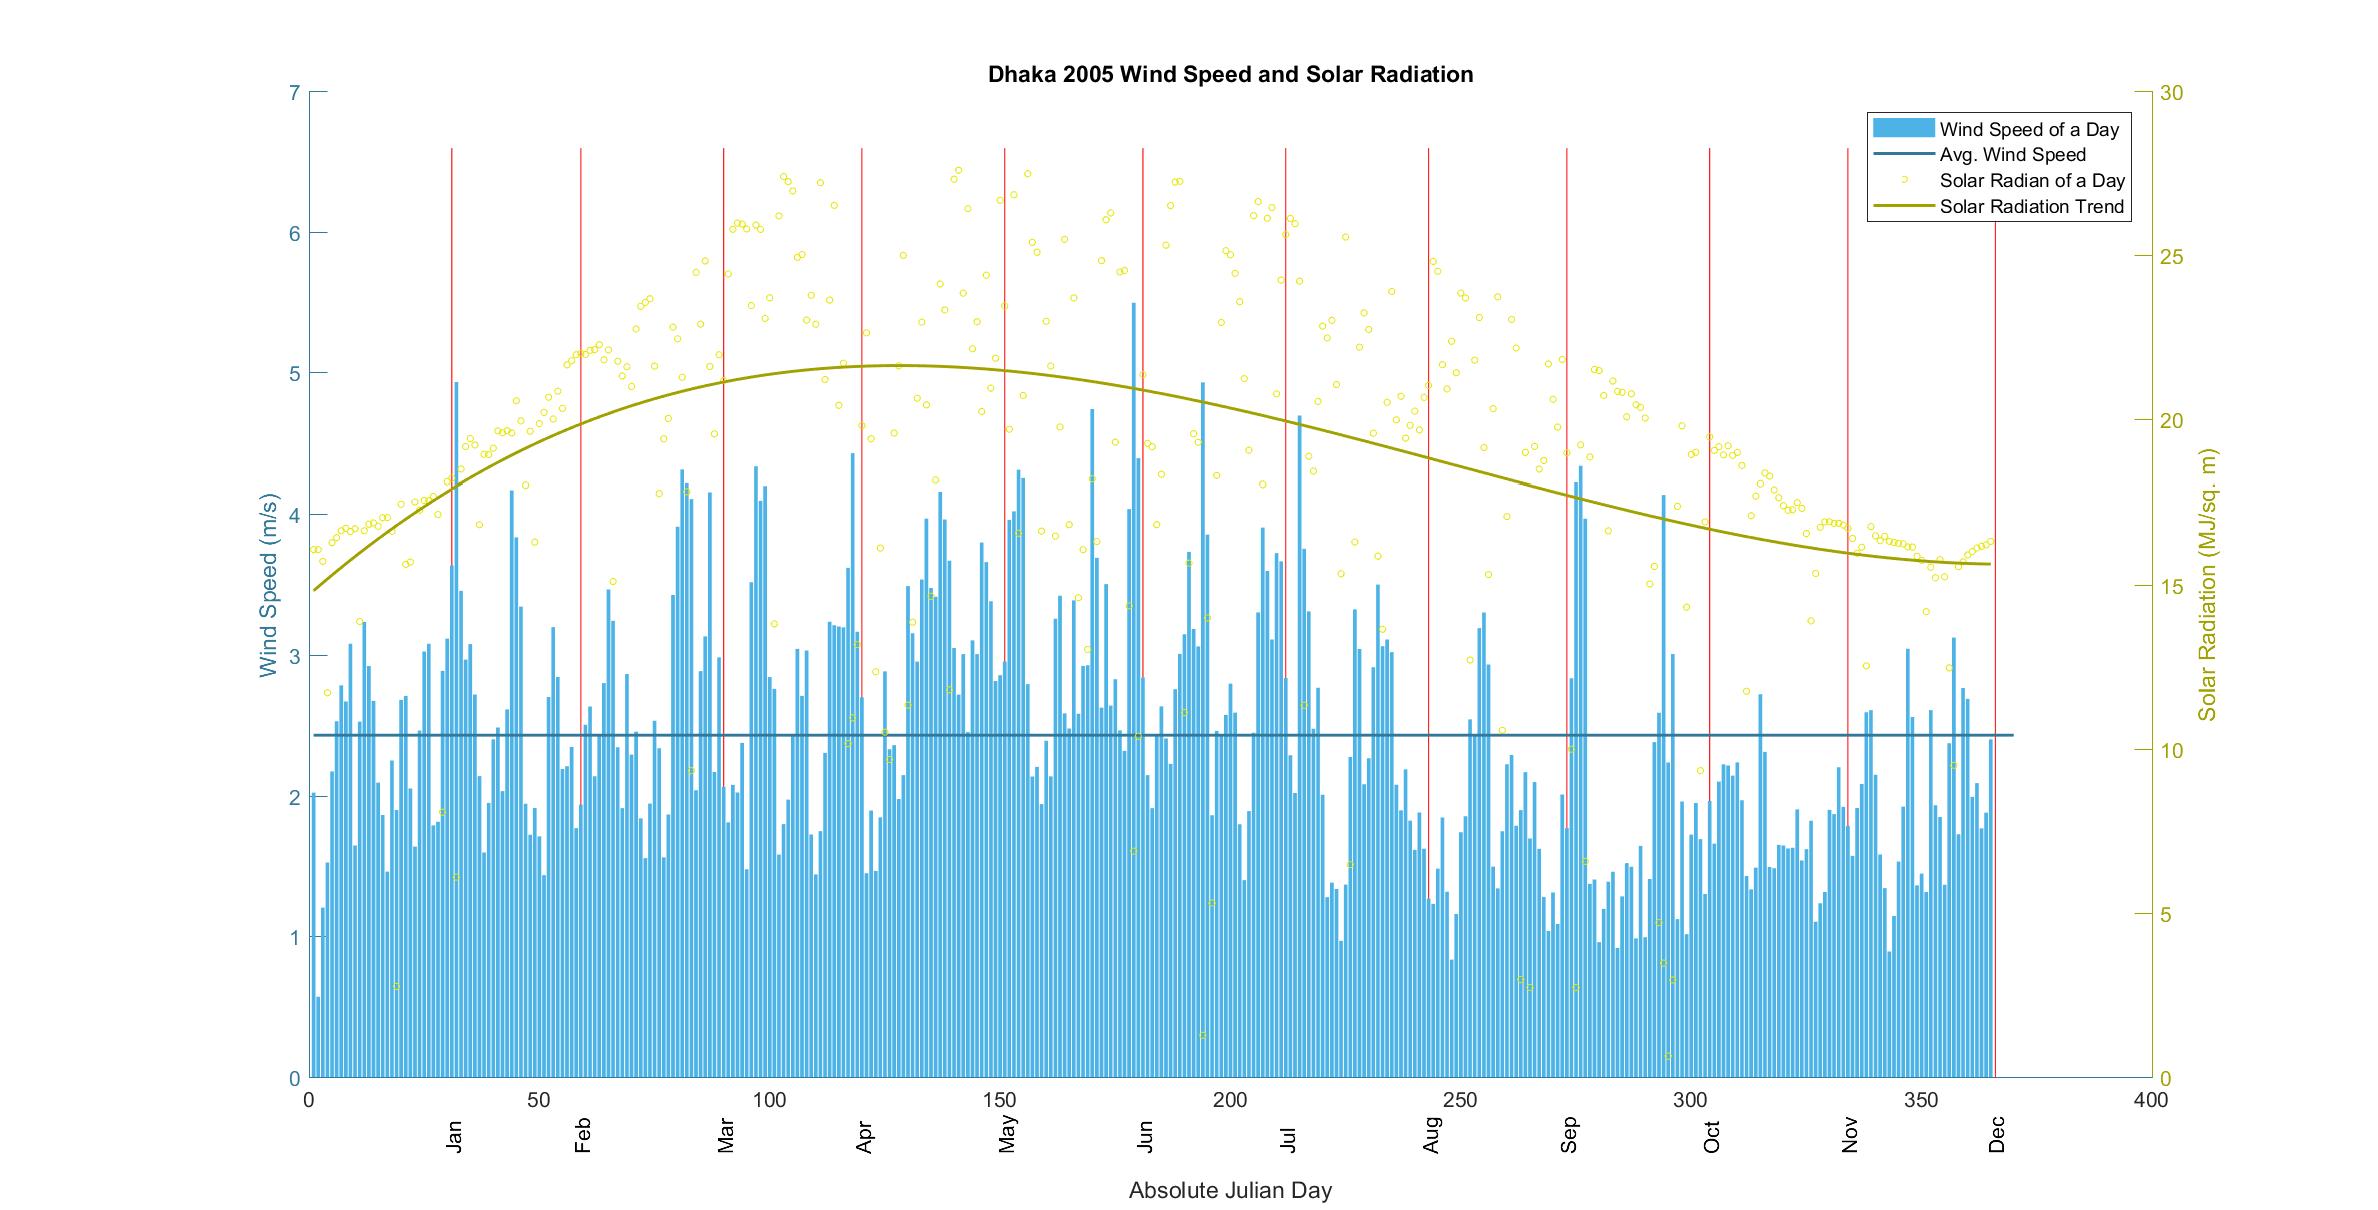 Dhaka 2005 Wind Speed and Solar Radiation
Wind Speed of a Day
Avg. Wind Speed
Solar Radian of a Day
Solar Radiation Trend
7
6
5
4
3
2
1
0
Wind Speed (m/s)
30
25
20
15
10
5
0
Solar Radiation (MJ/sq. m)
0 50 100 150 200 250 300 350 400
Jan Feb Mar Apr May Jun Jul Aug Sep Oct Nov Dec
Absolute Julian Day